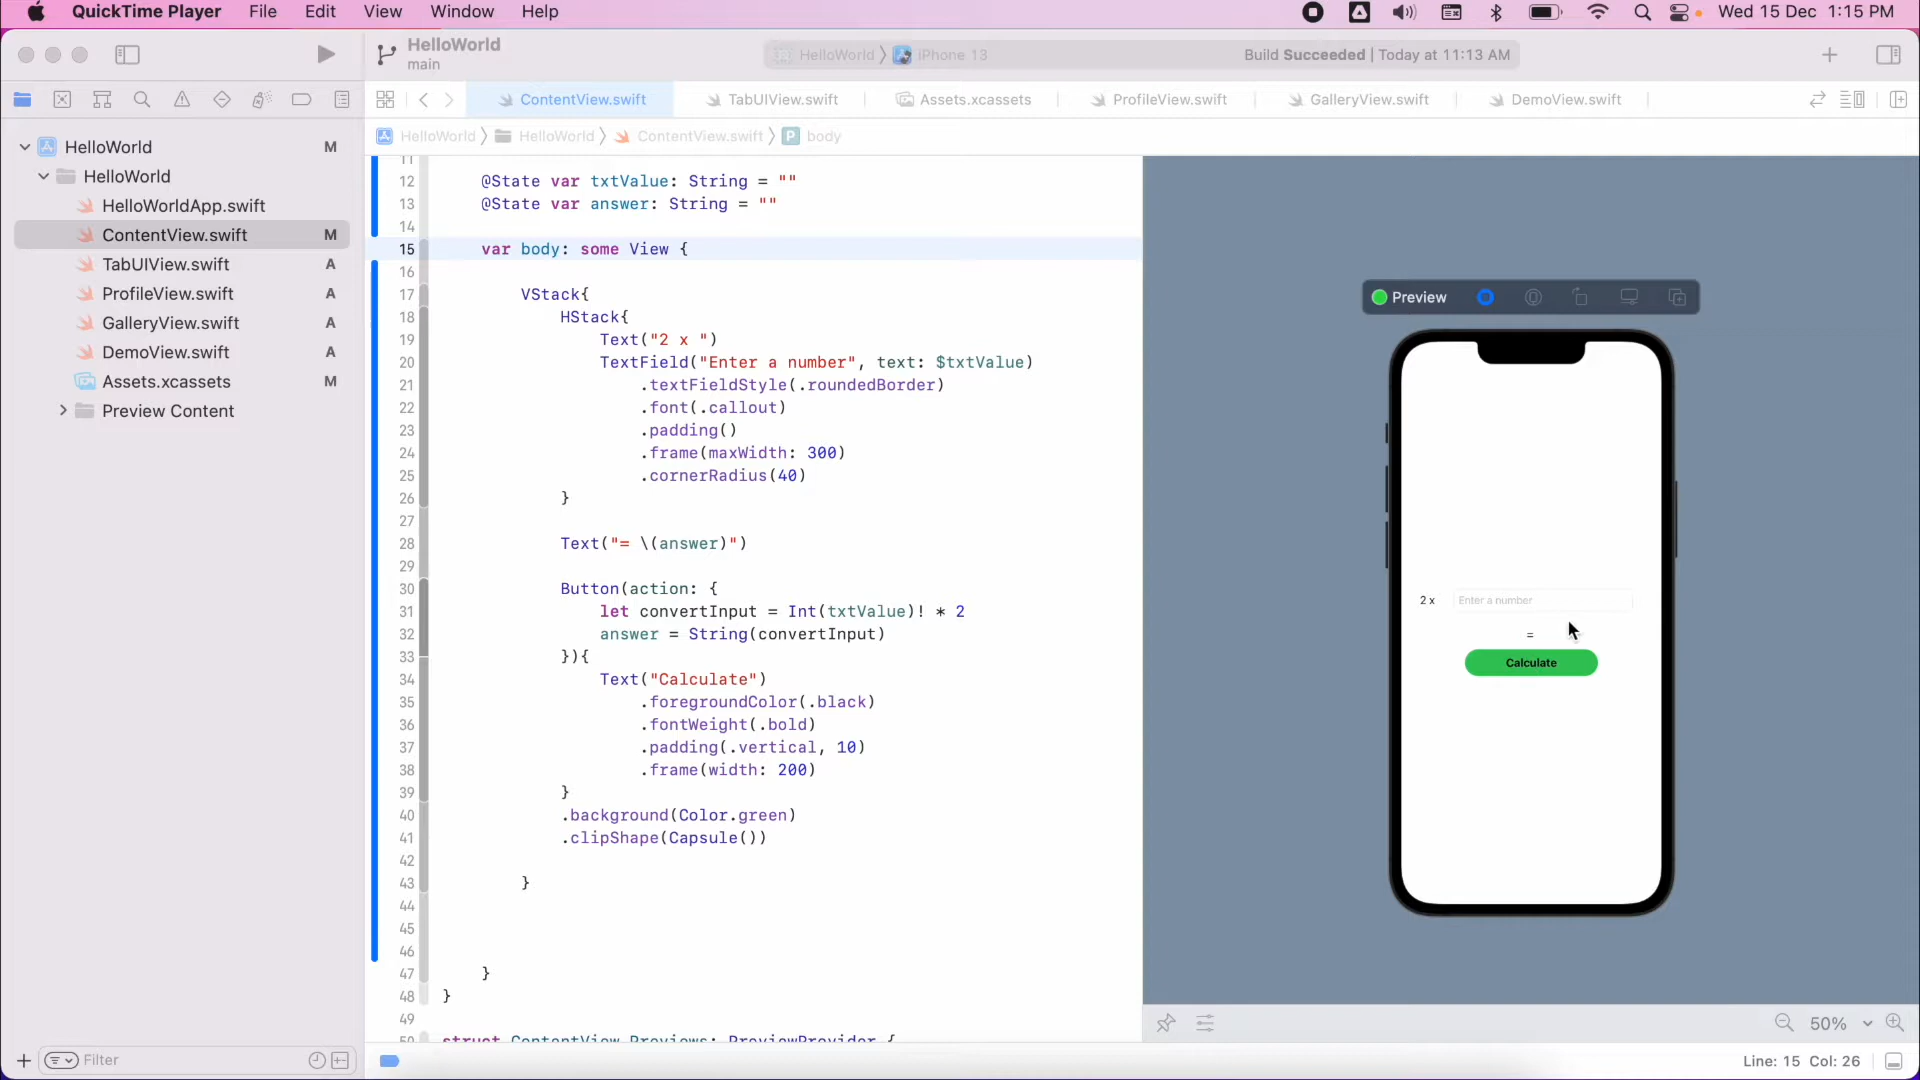 QuickTime Player File Edit View Window Help Wed 15 Dec 1:15 PM
HelloWorld
main
HelloWorld iPhone 13 Build Succeeded | Today at 11:13 AM
ContentView.swift TabUIView.swift Assets.xcassets ProfileView.swift GalleryView.swift DemoView.swift
HelloWorld HelloWorld ContentView.swift P body
HelloWorld M
HelloWorld
HelloWorldApp.swift
ContentView.swift M
TabUIView.swift A
ProfileView.swift A
GalleryView.swift A
DemoView.swift A
Assets.xcassets M
Preview Content
Filter
11
12 @State var txtValue: String = ""
13 @State var answer: String = ""
14
15 var body: some View {
16
17 VStack{
18 HStack{
19 Text("2 x ")
20 TextField("Enter a number", text: $txtValue)
21 .textFieldStyle(.roundedBorder)
22 .font(.callout)
23 .padding()
24 .frame(maxWidth: 300)
25 .cornerRadius(40)
26 }
27
28 Text("= \(answer)")
29
30 Button(action: {
31 let convertInput = Int(txtValue)! * 2
32 answer = String(convertInput)
33 }){
34 Text("Calculate")
35 .foregroundColor(.black)
36 .fontWeight(.bold)
37 .padding(.vertical, 10)
38 .frame(width: 200)
39 }
40 .background(Color.green)
41 .clipShape(Capsule())
42
43 }
44
45
46
47 }
48 }
49
50 struct ContentView_Previews: PreviewProvider {
Preview
2 x Enter a number
=
Calculate
50%
Line: 15 Col: 26